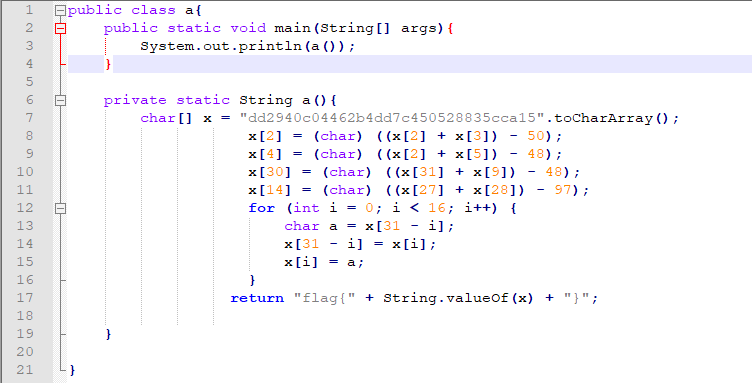 1 public class a{
2 public static void main(String[] args){
3 System.out.println(a());
4 }
5
6 private static String a(){
7 char[] x = "dd2940c04462b4dd7c450528835cca15".toCharArray();
8 x[2] = (char) ((x[2] + x[3]) - 50);
9 x[4] = (char) ((x[2] + x[5]) - 48);
10 x[30] = (char) ((x[31] + x[9]) - 48);
11 x[14] = (char) ((x[27] + x[28]) - 97);
12 for (int i = 0; i < 16; i++) {
13 char a = x[31 - i];
14 x[31 - i] = x[i];
15 x[i] = a;
16 }
17 return "flag{" + String.valueOf(x) + "}";
18
19 }
20
21 }